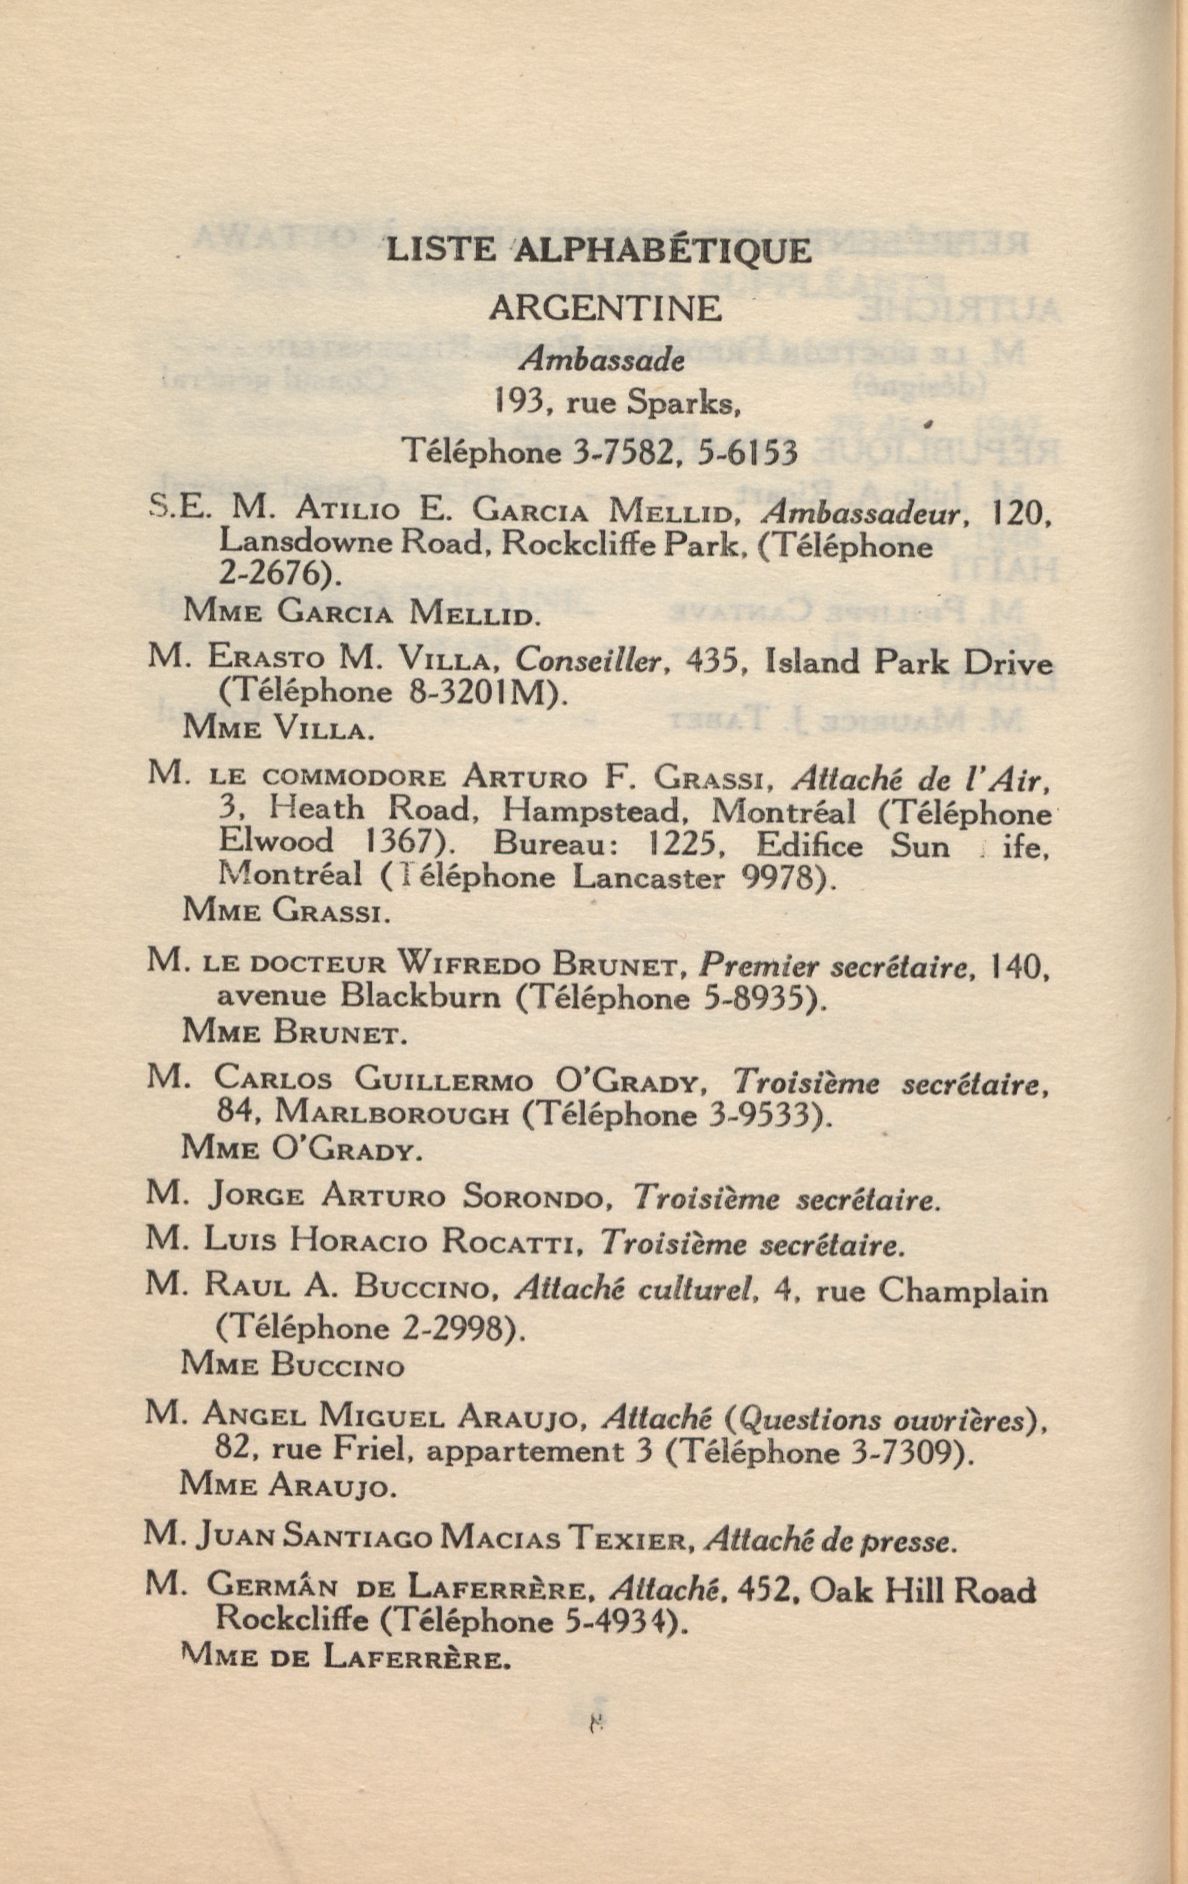 LISTE ALPHABÉTIQUE
ARGENTINE
Ambassade
193, rue Sparks,
Téléphone 3-7582, 5-6153
S.E. M. ATILIO E. GARCIA MELLID, Ambassadeur, 120,
Lansdowne Road, Rockcliffe Park, (Téléphone
2-2676).
MME GARCIA MELLID.
M. ERASTO M. VILLA, Conseiller, 435, Island Park Drive
(Téléphone 8-3201M).
MME VILLA.
M. LE COMMODORE ARTURO F. GRASSI, Attaché de l'Air,
3, Heath Road, Hampstead, Montréal (Téléphone
Elwood 1367). Bureau: 1225, Edifice Sun ife,
Montréal (Téléphone Lancaster 9978).
MME GRASSI.
M. LE DOCTEUR WIFREDO BRUNET, Premier secrétaire, 140,
avenue Blackburn (Téléphone 5-8935).
MME BRUNET.
M. CARLOS GUILLERMO O'GRADY, Troisième secrétaire,
84, MARLBOROUGH (Téléphone 3-9533).
MME O'GRADY.
M. JORGE ARTURO SORONDO, Troisième secrétaire.
M. LUIS HORACIO ROCATTI, Troisième secrétaire.
M. RAUL A. BUCCINO, Attaché culturel, 4, rue Champlain
(Téléphone 2-2998).
MME BUCCINO
M. ANGEL MIGUEL ARAUJO, Attaché (Questions ouvrières),
82, rue Friel, appartement 3 (Téléphone 3-7309).
MME ARAUJO.
M. JUAN SANTIAGO MACIAS TEXIER, Attaché de presse.
M. GERMÂN DE LAFERRÈRE, Attaché, 452, Oak Hill Road
Rockcliffe (Téléphone 5-4934).
MME DE LAFERRÈRE.